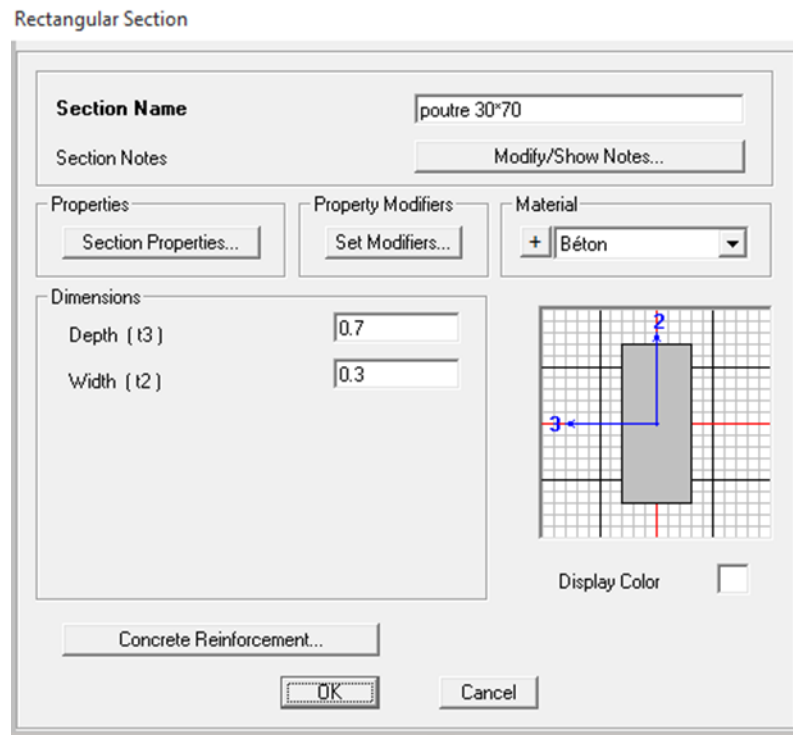 Rectangular Section
Section Name poutre 30*70
Section Notes Modify/Show Notes...
Properties Property Modifiers Material
Section Properties... Set Modifiers... + Béton
Dimensions
Depth ( t3 ) 0.7
Width ( t2 ) 0.3
2
3
Display Color
Concrete Reinforcement...
OK Cancel